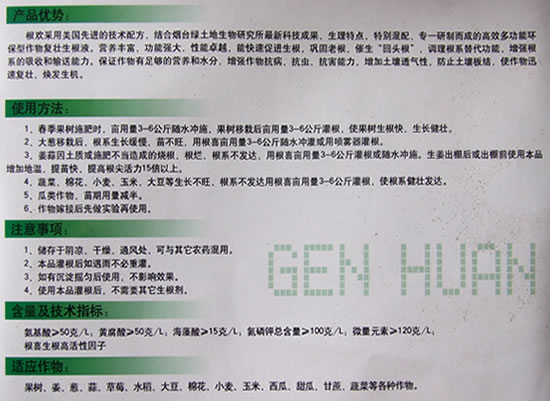 产品优势:
根欢采用美国先进的技术配方，结合烟台绿土地生物研究所最新科技成果，生理特点，特别混配，专一研制而成的高效多功能环
保型作物复壮生根液。营养丰富，功能强大，性能卓越，能快速促进生根，巩固老根，催生“回头根”，调理根系替代功能，增强根
系的吸收和输送能力。保证作物有足够的营养和水分，增强作物抗病、抗虫、抗害能力，增加土壤透气性，防止土壤板结，使作物迅
速复壮，焕发生机。
使用方法:
1、春季果树施肥时，亩用量3-6公斤随水冲施，果树移栽后亩用量3-6公斤灌根，使果树生根快，生长健壮。
2、大葱移栽后，根系生长缓慢，苗不旺，用根喜亩用量3-6公斤随水冲灌或用喷雾器灌根。
3、姜蒜因土质或施肥不当造成的烧根、根烂、根系不发达，用根喜亩用量3-6公斤灌根或随水冲施。生姜出棚后或出棚前使用本品
增加地温，提苗快，提高根尖活力15倍以上。
4、蔬菜、棉花、小麦、玉米、大豆等生长不旺，根系不发达用根喜亩用量3-6公斤灌根，使根系健壮发达。
5、瓜类作物，苗期用量减半。
6、作物嫁接后先做实验再使用。
注意事项:
1、储存于阴凉、干燥、通风处，可与其它农药混用。
2、本品灌根后如遇雨不必重灌。
3、如有沉淀摇匀后使用，不影响效果。
4、使用本品灌根后，不需要其它生根剂。
GEN HUAN
含量及技术指标:
氨基酸≥50克/L；黄腐酸≥50克/L；海藻酸≥15克/L；氮磷钾总含量≥100克/L；微量元素≥120克/L；
根喜生根高活性因子
适应作物:
果树、姜、葱、蒜、草莓、水稻、大豆、棉花、小麦、玉米、西瓜、甜瓜、甘蔗、蔬菜等各种作物。